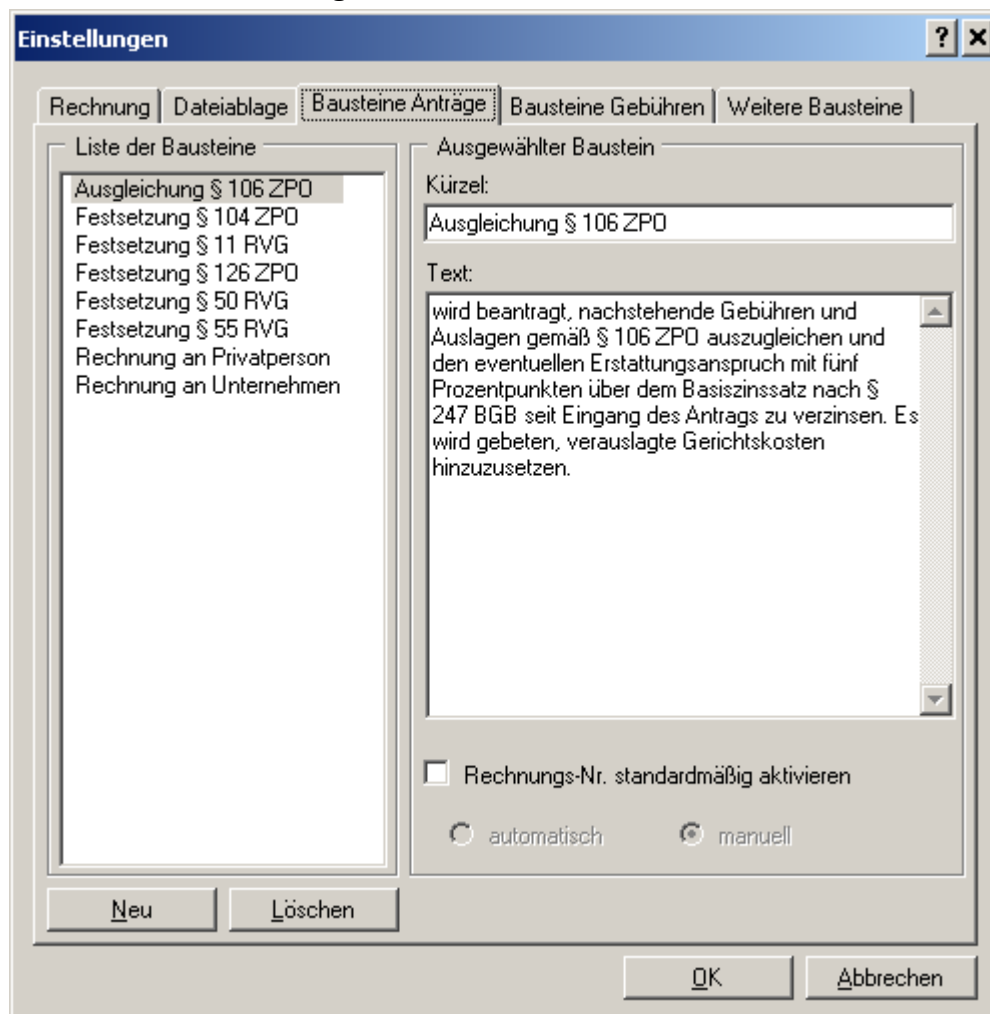 Einstellungen
Rechnung Dateiablage Bausteine Anträge Bausteine Gebühren Weitere Bausteine
Liste der Bausteine
Ausgleichung § 106 ZPO
Festsetzung § 104 ZPO
Festsetzung § 11 RVG
Festsetzung § 126 ZPO
Festsetzung § 50 RVG
Festsetzung § 55 RVG
Rechnung an Privatperson
Rechnung an Unternehmen
Ausgewählter Baustein
Kürzel:
Ausgleichung § 106 ZPO
Text:
wird beantragt, nachstehende Gebühren und
Auslagen gemäß § 106 ZPO auszugleichen und
den eventuellen Erstattungsanspruch mit fünf
Prozentpunkten über dem Basiszinssatz nach §
247 BGB seit Eingang des Antrags zu verzinsen. Es
wird gebeten, verauslagte Gerichtskosten
hinzuzusetzen.
Rechnungs-Nr. standardmäßig aktivieren
automatisch manuell
Neu Löschen
OK Abbrechen